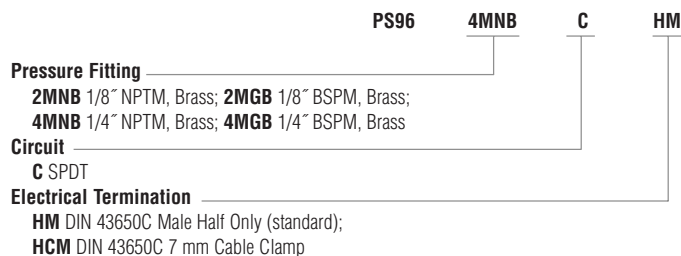 PS96 4MNB C HM
Pressure Fitting
2MNB 1/8˝ NPTM, Brass; 2MGB 1/8˝ BSPM, Brass;
4MNB 1/4˝ NPTM, Brass; 4MGB 1/4˝ BSPM, Brass
Circuit
C SPDT
Electrical Termination
HM DIN 43650C Male Half Only (standard);
HCM DIN 43650C 7 mm Cable Clamp